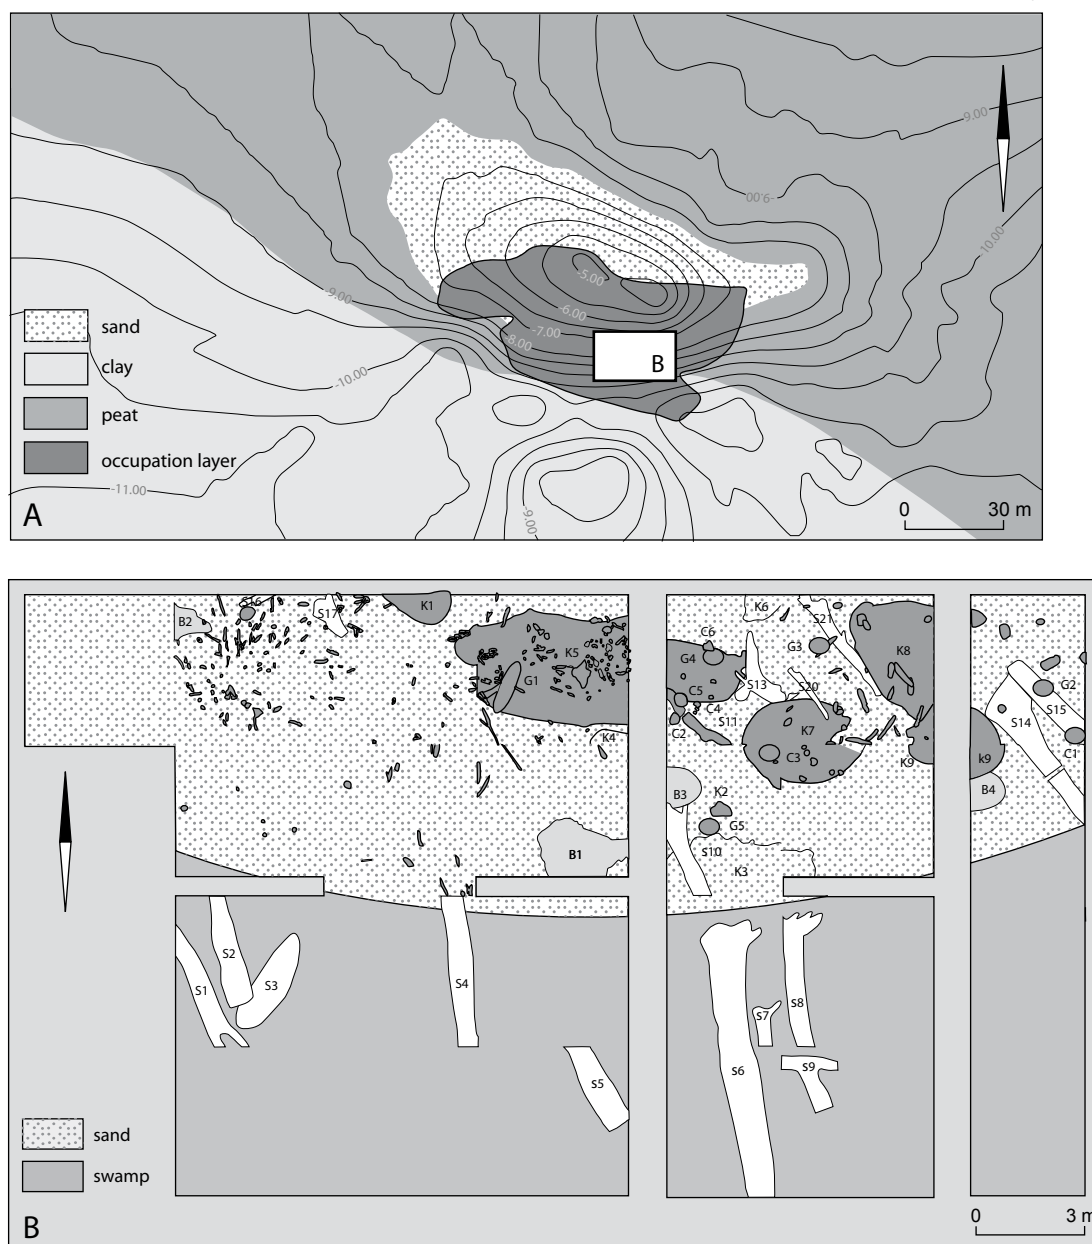 9.00
-9.00
-10.00
-5.00
-6.00
-7.00
-8.00
-9.00
-10.00
-11.00
-9.00
B
sand
clay
peat
occupation layer
A
0 30 m
S16
S17
K1
B2
K5
G1
K4
B1
K6
S21
C6
G3
G4
K8
S13
S20
C5
C4
S11
C2
K7
C3
K9
B3
K2
G5
s10
K3
G2
S15
S14
C1
k9
B4
S2
S1
S3
S4
s5
s7
s8
s6
s9
sand
swamp
B
0 3 m